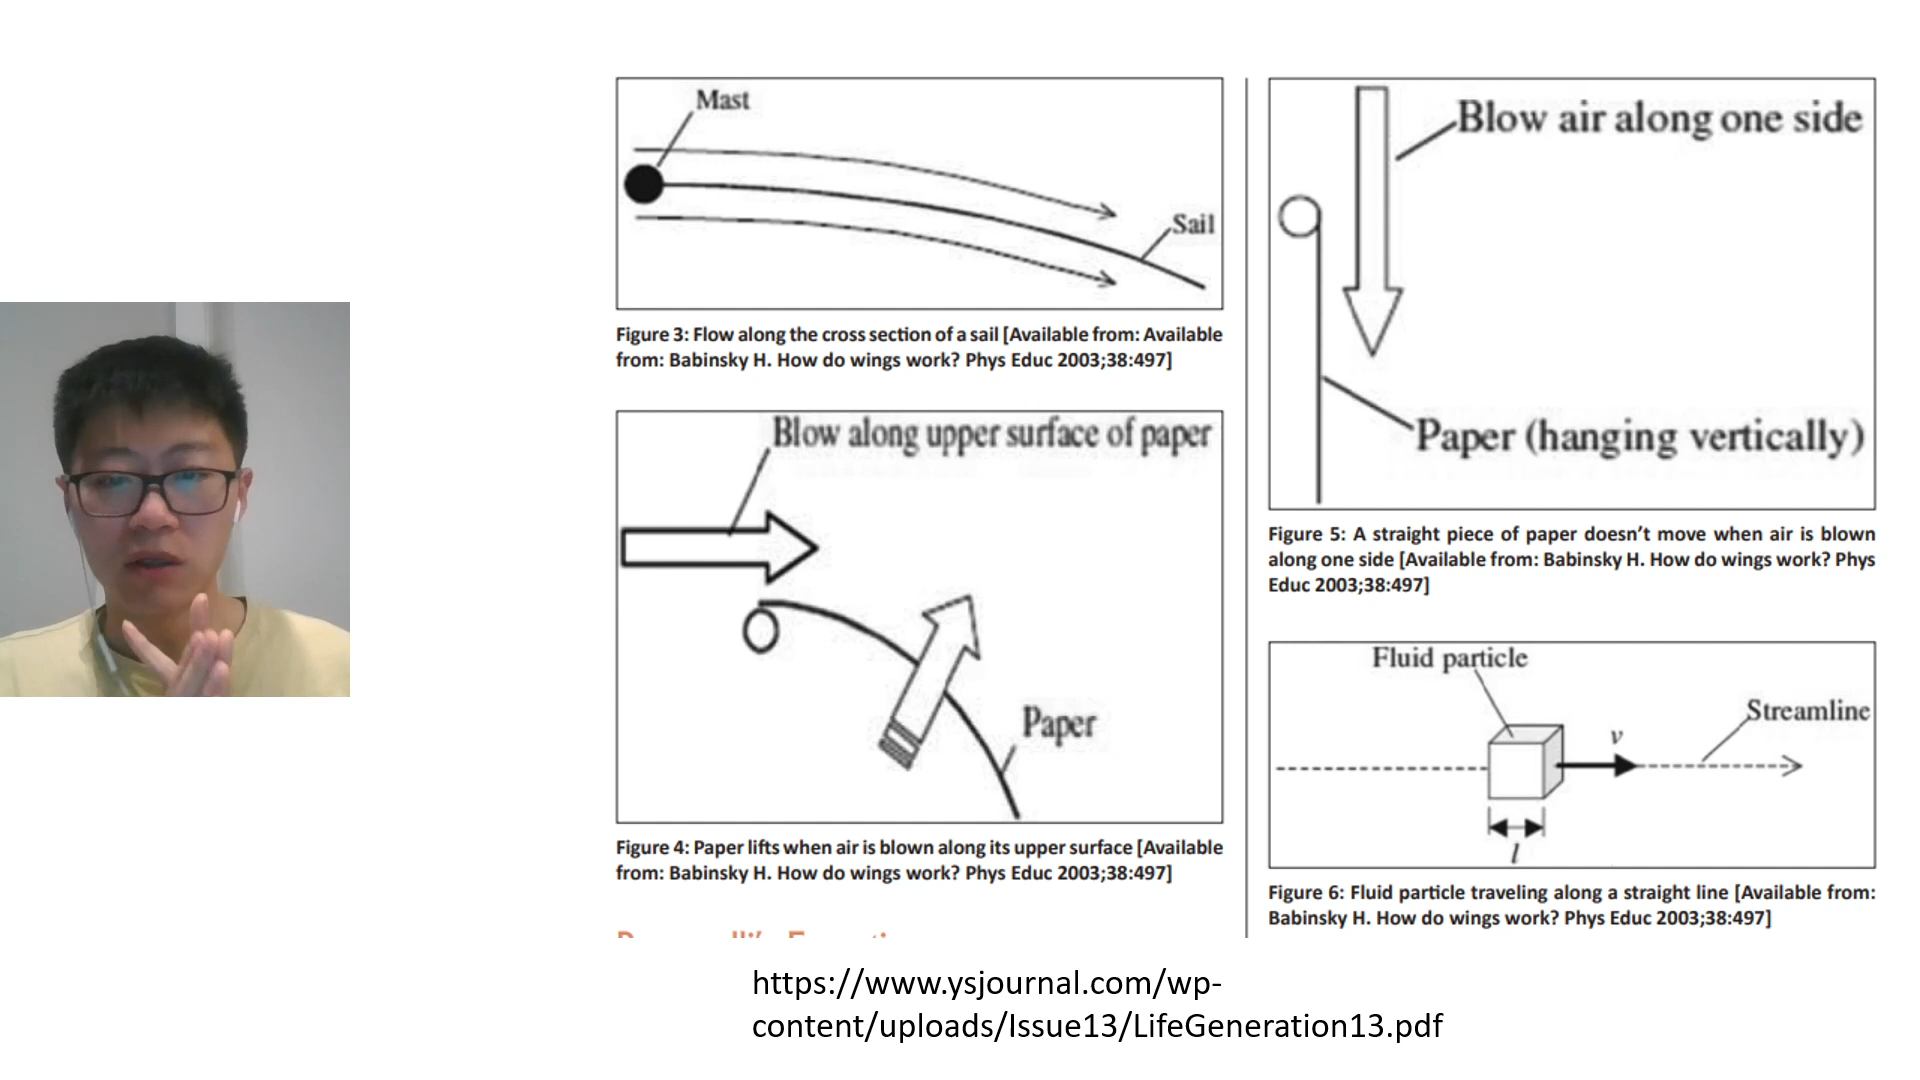 Mast
Sail
Figure 3: Flow along the cross section of a sail [Available from: Available
from: Babinsky H. How do wings work? Phys Educ 2003;38:497]
Blow along upper surface of paper
Paper
Figure 4: Paper lifts when air is blown along its upper surface [Available
from: Babinsky H. How do wings work? Phys Educ 2003;38:497]
Blow air along one side
Paper (hanging vertically)
Figure 5: A straight piece of paper doesn't move when air is blown
along one side [Available from: Babinsky H. How do wings work? Phys
Educ 2003;38:497]
Fluid particle
Streamline
v
l
Figure 6: Fluid particle traveling along a straight line [Available from:
Babinsky H. How do wings work? Phys Educ 2003;38:497]
https://www.ysjournal.com/wp-
content/uploads/Issue13/LifeGeneration13.pdf